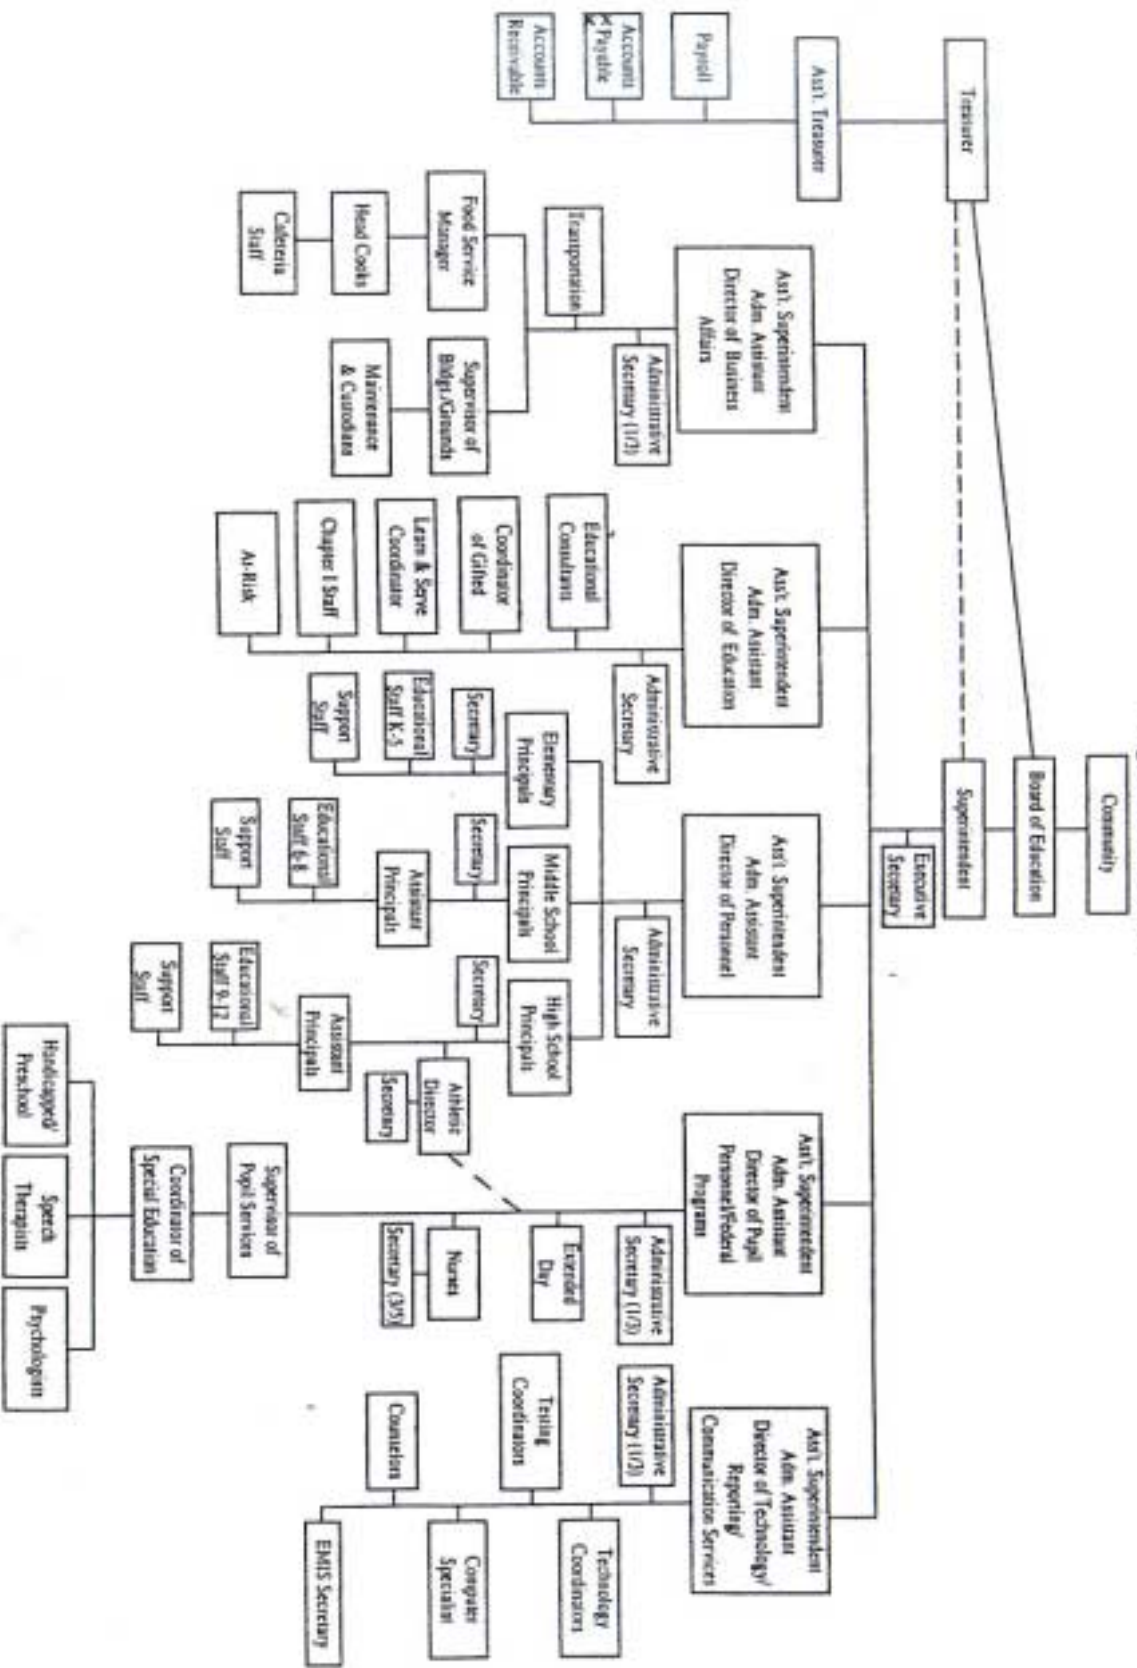 Community
Board of Education
Treasurer
Superintendent
Executive
Secretary
Ass't. Treasurer
Payroll
Accounts
Payable
Accounts
Receivable
Ass't. Superintendent
Adm. Assistant
Director of Business
Affairs
Administrative
Secretary (1/3)
Transportation
Food Service
Manager
Head Cooks
Cafeteria
Staff
Supervisor of
Bldgs./Grounds
Maintenance
& Custodians
Ass't. Superintendent
Adm. Assistant
Director of Education
Administrative
Secretary
Educational
Consultants
Coordinator
of Gifted
Learn & Serve
Coordinator
Chapter I Staff
At-Risk
Ass't. Superintendent
Adm. Assistant
Director of Personnel
Administrative
Secretary
Elementary
Principals
Secretary
Educational
Staff K-5
Support
Staff
Middle School
Principals
Secretary
Assistant
Principals
Educational
Staff 6-8
Support
Staff
High School
Principals
Secretary
Athletic
Director
Secretary
Assistant
Principals
Educational
Staff 9-12
Support
Staff
Ass't. Superintendent
Adm. Assistant
Director of Pupil
Personnel/Federal
Programs
Administrative
Secretary (1/3)
Extended
Day
Nurses
Secretary (3/5)
Supervisor of
Pupil Services
Coordinator of
Special Education
Handicapped/
Preschool
Speech
Therapists
Psychologists
Ass't. Superintendent
Adm. Assistant
Director of Technology/
Reporting/
Communication Services
Administrative
Secretary (1/3)
Technology
Coordinators
Testing
Coordinators
Computer
Specialist
Counselors
EMIS Secretary